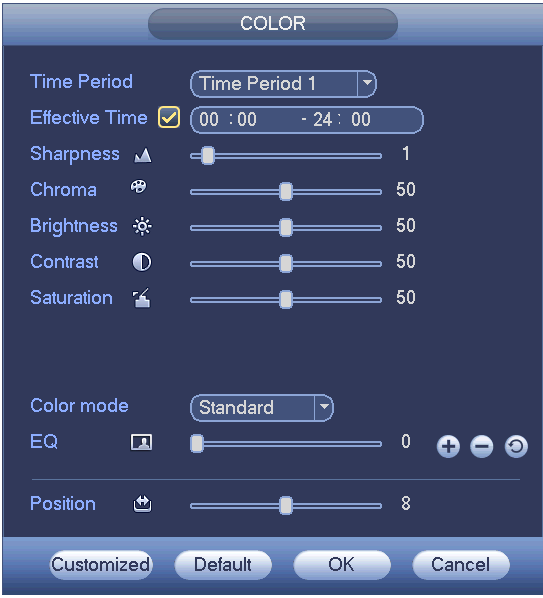 COLOR
Time Period Time Period 1
Effective Time 00 :00 - 24 : 00
Sharpness 1
Chroma 50
Brightness 50
Contrast 50
Saturation 50
Color mode Standard
EQ 0
Position 8
Customized Default OK Cancel